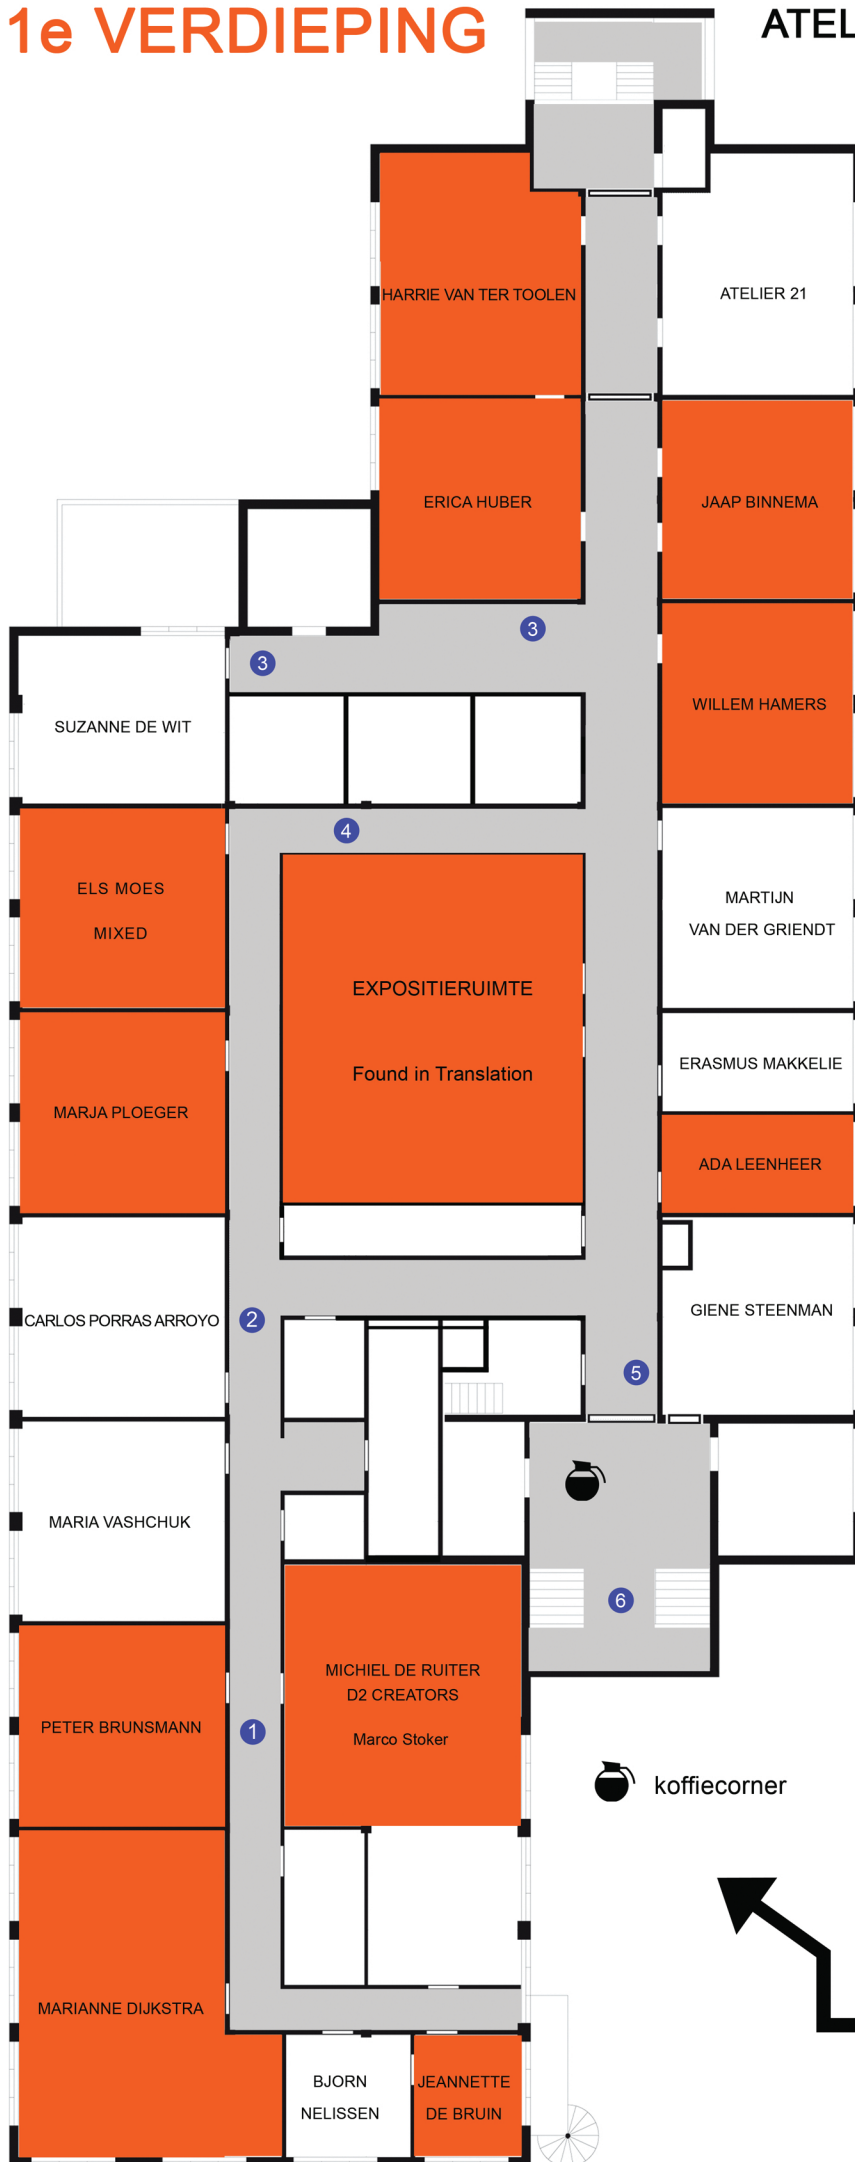 1e VERDIEPING
ATEL
HARRIE VAN TER TOOLEN
ATELIER 21
ERICA HUBER
JAAP BINNEMA
3
3
SUZANNE DE WIT
WILLEM HAMERS
4
ELS MOES
MIXED
MARTIJN
VAN DER GRIENDT
EXPOSITIERUIMTE
Found in Translation
ERASMUS MAKKELIE
MARJA PLOEGER
ADA LEENHEER
CARLOS PORRAS ARROYO
2
GIENE STEENMAN
5
MARIA VASHCHUK
6
MICHIEL DE RUITER
D2 CREATORS
Marco Stoker
PETER BRUNSMANN
1
koffiecorner
MARIANNE DIJKSTRA
BJORN
NELISSEN
JEANNETTE
DE BRUIN